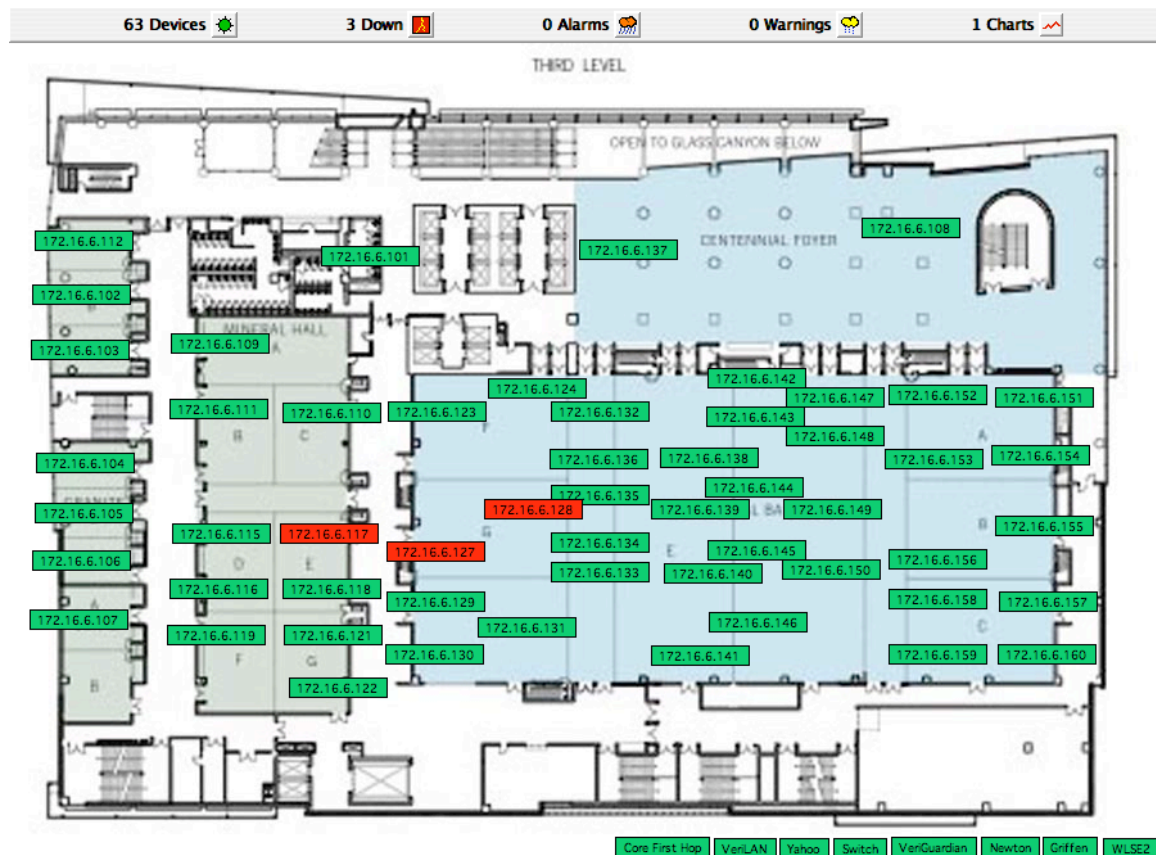 63 Devices 3 Down 0 Alarms 0 Warnings 1 Charts
THIRD LEVEL
OPEN TO GLASS CANYON BELOW
172.16.6.108
172.16.6.112
CENTENNIAL FOYER
172.16.6.137
172.16.6.101
172.16.6.102
MINERAL HALL
172.16.6.109
A
172.16.6.103
172.16.6.142
172.16.6.124
172.16.6.152
172.16.6.147
172.16.6.151
172.16.6.111
172.16.6.110
172.16.6.123
172.16.6.132
172.16.6.143
F
B
C
172.16.6.148
A
172.16.6.154
172.16.6.136
172.16.6.138
172.16.6.153
172.16.6.104
172.16.6.144
172.16.6.135
GRANITE
172.16.6.128
172.16.6.139
172.16.6.149
172.16.6.105
172.16.6.155
B
172.16.6.115
172.16.6.117
G
172.16.6.134
172.16.6.127
E
172.16.6.145
172.16.6.106
172.16.6.156
D
E
172.16.6.133
172.16.6.140
172.16.6.150
172.16.6.116
172.16.6.118
172.16.6.129
172.16.6.158
172.16.6.157
A
172.16.6.107
172.16.6.146
172.16.6.131
C
172.16.6.119
172.16.6.121
172.16.6.130
172.16.6.141
172.16.6.159
172.16.6.160
F
G
B
172.16.6.122
Core First Hop VeriLAN Yahoo Switch VeriGuardian Newton Griffen WLSE2